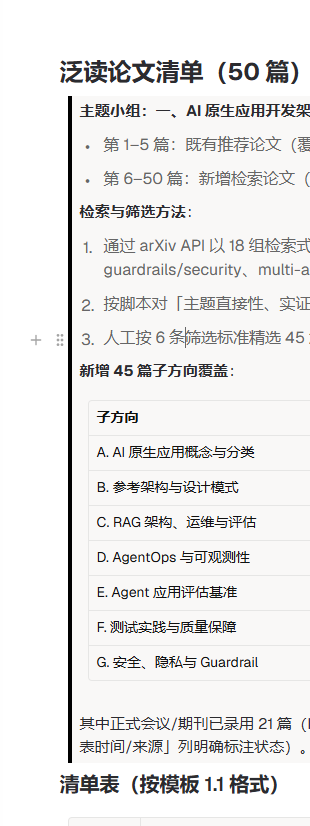 泛读论文清单（50 篇）
主题小组：一、AI 原生应用开发架
• 第 1–5 篇：既有推荐论文（覆
• 第 6–50 篇：新增检索论文（
检索与筛选方法：
1. 通过 arXiv API 以 18 组检索式
guardrails/security、multi-a
2. 按脚本对「主题直接性、实证
3. 人工按 6 条筛选标准精选 45
新增 45 篇子方向覆盖：
子方向
A. AI 原生应用概念与分类
B. 参考架构与设计模式
C. RAG 架构、运维与评估
D. AgentOps 与可观测性
E. Agent 应用评估基准
F. 测试实践与质量保障
G. 安全、隐私与 Guardrail
其中正式会议/期刊已录用 21 篇（
表时间/来源」列明确标注状态）。
清单表（按模板 1.1 格式）